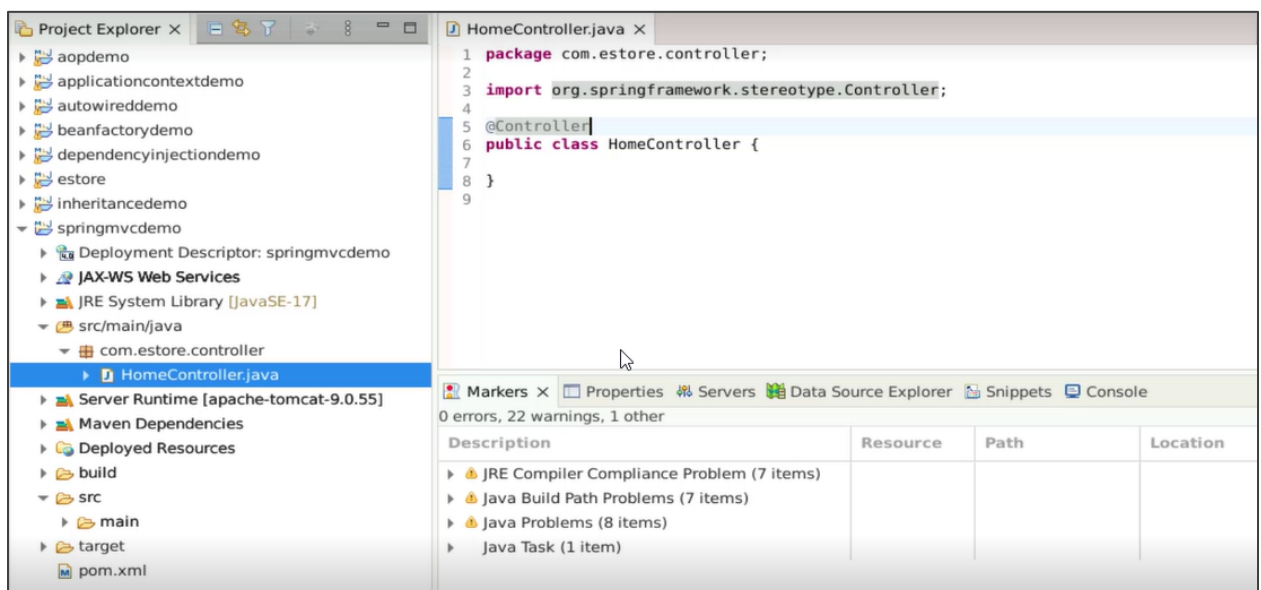 Project Explorer
aopdemo
applicationcontextdemo
autowireddemo
beanfactorydemo
dependencyinjectiondemo
estore
inheritancedemo
springmvcdemo
Deployment Descriptor: springmvcdemo
JAX-WS Web Services
JRE System Library [JavaSE-17]
src/main/java
com.estore.controller
HomeController.java
Server Runtime [apache-tomcat-9.0.55]
Maven Dependencies
Deployed Resources
build
src
main
target
pom.xml
HomeController.java
1 package com.estore.controller;
2
3 import org.springframework.stereotype.Controller;
4
5 @Controller
6 public class HomeController {
7
8 }
9
Markers Properties Servers Data Source Explorer Snippets Console
0 errors, 22 warnings, 1 other
Description Resource Path Location
JRE Compiler Compliance Problem (7 items)
Java Build Path Problems (7 items)
Java Problems (8 items)
Java Task (1 item)